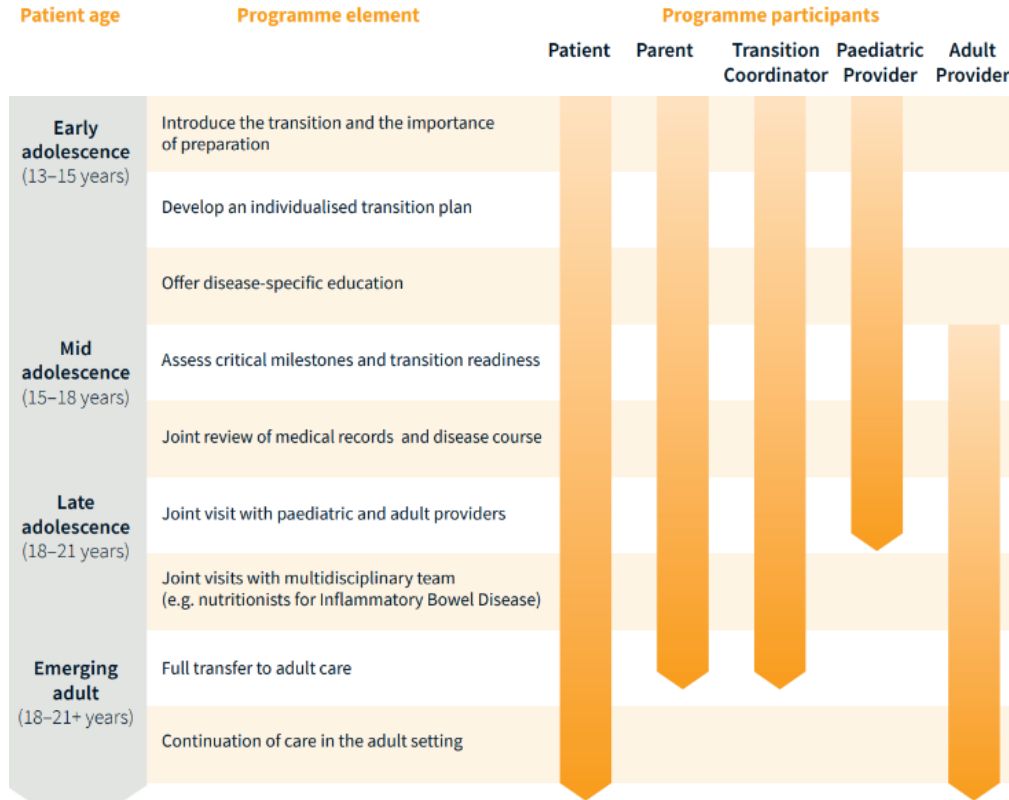 Patient age
Programme element
Programme participants
Patient
Parent
Transition
Coordinator
Paediatric
Provider
Adult
Provider
Early
adolescence
(13–15 years)
Introduce the transition and the importance
of preparation
Develop an individualised transition plan
Offer disease-specific education
Mid
adolescence
(15–18 years)
Assess critical milestones and transition readiness
Joint review of medical records and disease course
Late
adolescence
(18–21 years)
Joint visit with paediatric and adult providers
Joint visits with multidisciplinary team
(e.g. nutritionists for Inflammatory Bowel Disease)
Emerging
adult
(18–21+ years)
Full transfer to adult care
Continuation of care in the adult setting